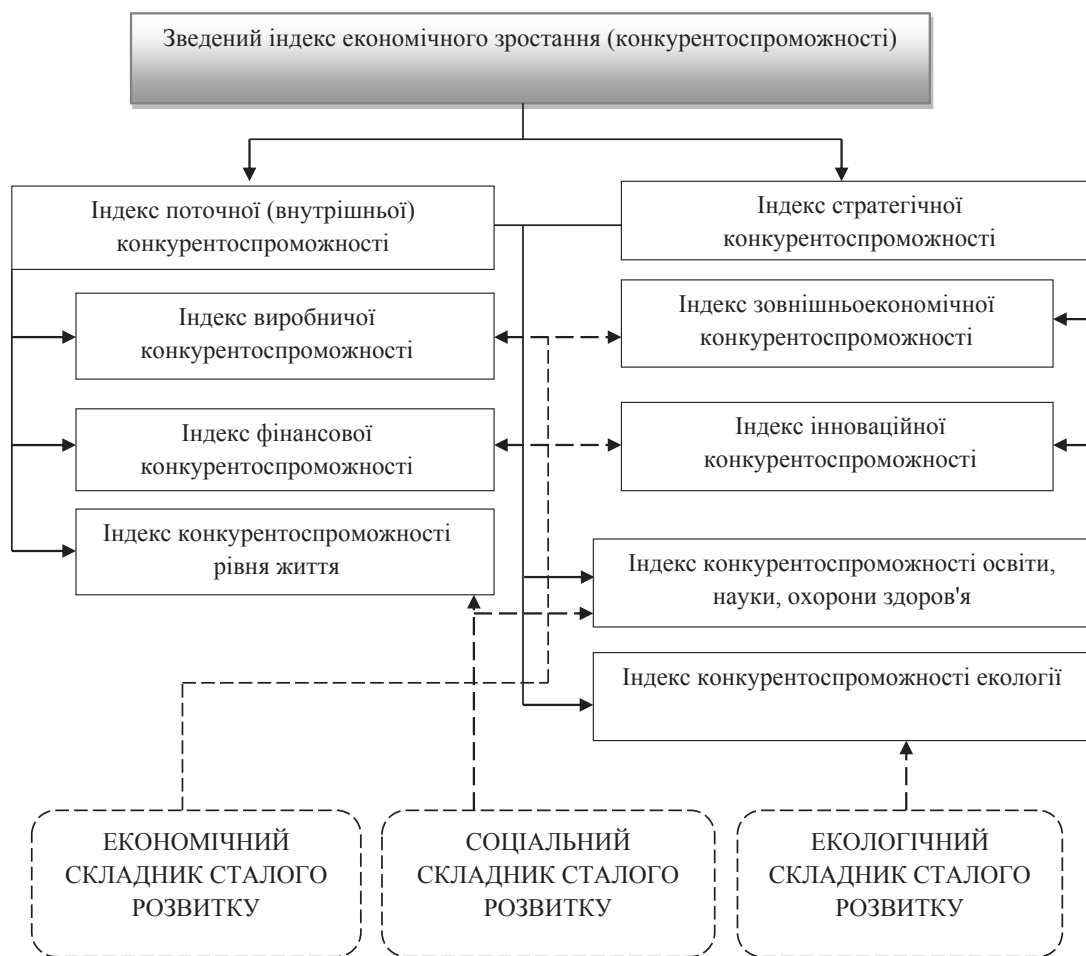 Зведений індекс економічного зростання (конкурентоспроможності)
Індекс поточної (внутрішньої)
конкурентоспроможності
Індекс стратегічної
конкурентоспроможності
Індекс виробничої
конкурентоспроможності
Індекс зовнішньоекономічної
конкурентоспроможності
Індекс фінансової
конкурентоспроможності
Індекс інноваційної
конкурентоспроможності
Індекс конкурентоспроможності
рівня життя
Індекс конкурентоспроможності освіти,
науки, охорони здоров'я
Індекс конкурентоспроможності екології
ЕКОНОМІЧНИЙ
СКЛАДНИК СТАЛОГО
РОЗВИТКУ
СОЦІАЛЬНИЙ
СКЛАДНИК СТАЛОГО
РОЗВИТКУ
ЕКОЛОГІЧНИЙ
СКЛАДНИК СТАЛОГО
РОЗВИТКУ